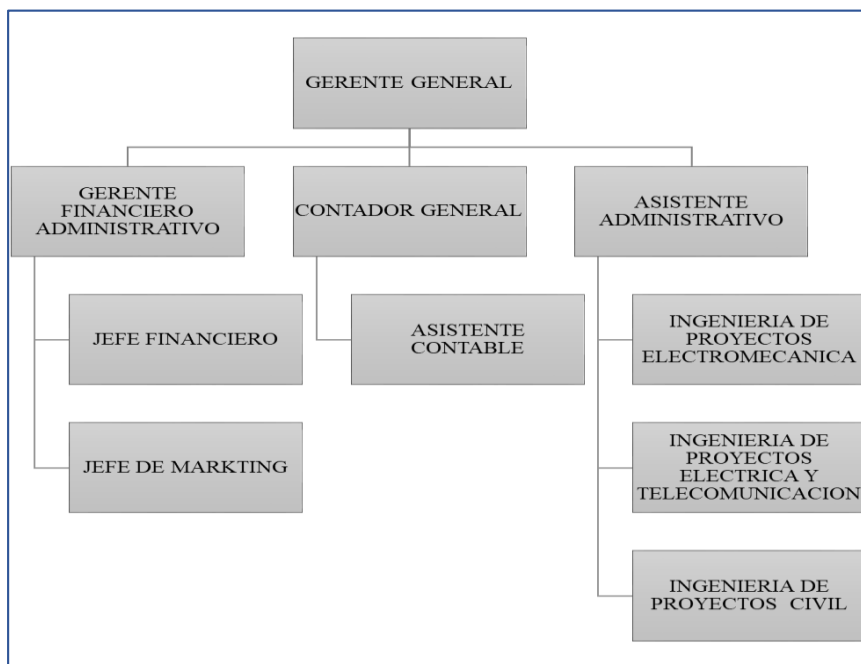 GERENTE GENERAL
GERENTE
FINANCIERO
ADMINISTRATIVO
CONTADOR GENERAL
ASISTENTE
ADMINISTRATIVO
JEFE FINANCIERO
ASISTENTE
CONTABLE
INGENIERIA DE
PROYECTOS
ELECTROMECANICA
JEFE DE MARKTING
INGENIERIA DE
PROYECTOS
ELECTRICA Y
TELECOMUNICACION
INGENIERIA DE
PROYECTOS CIVIL